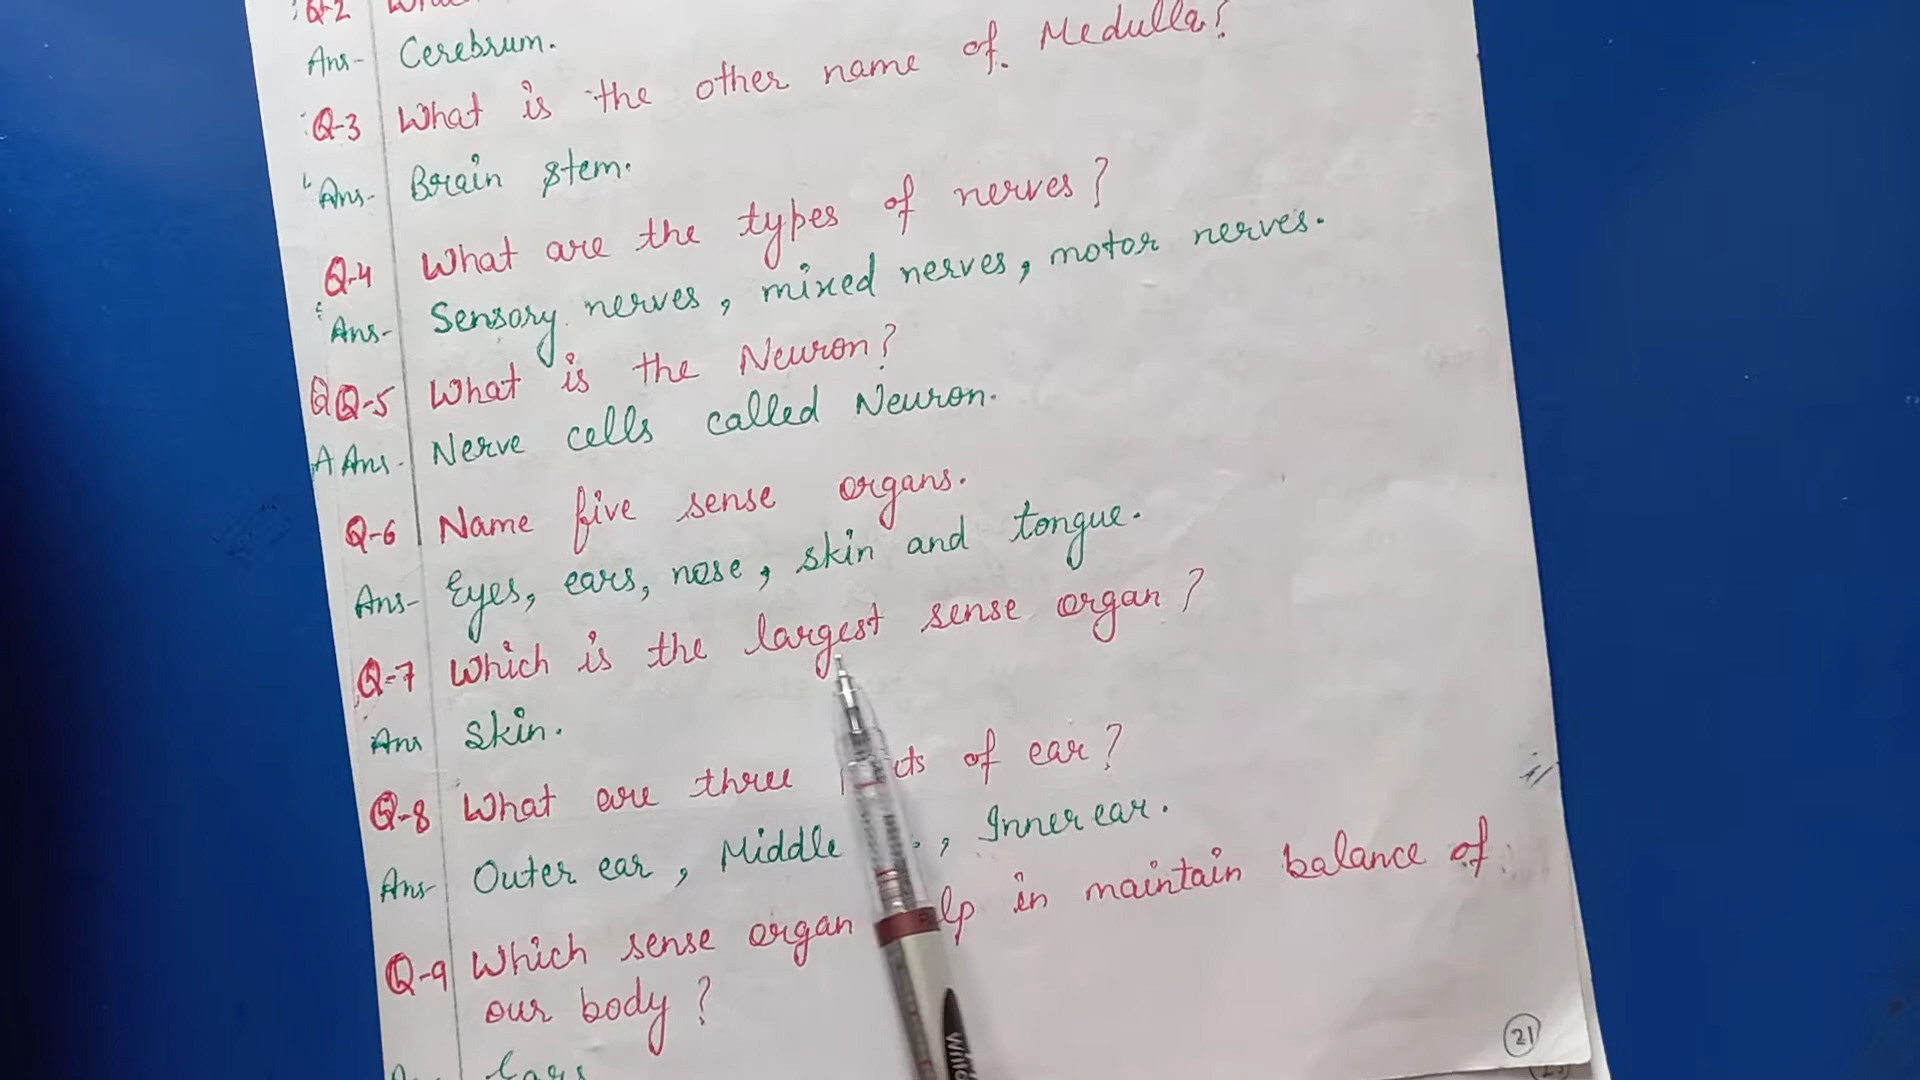 Q-2
Ans- Cerebrum.
Q-3 What is the other name of Medulla?
Ans- Brain stem.
Q-4 What are the types of nerves?
Ans- Sensory nerves, mixed nerves, motor nerves.
Q Q-5 What is the Neuron?
A Ans- Nerve cells called Neuron.
Q-6 Name five sense organs.
Ans- Eyes, ears, nose, skin and tongue.
Q-7 Which is the largest sense organ?
Ans Skin.
Q-8 What are three of ear?
Ans- Outer ear, Middle , Inner ear.
Q-9 Which sense organ in maintain balance of
our body?
21